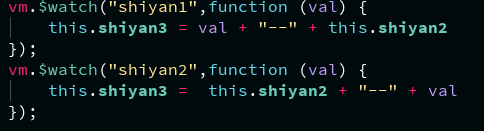 vm.$watch("shiyan1",function (val) {
    this.shiyan3 = val + "--" + this.shiyan2
});
vm.$watch("shiyan2",function (val) {
    this.shiyan3 =  this.shiyan2 + "--" + val
});